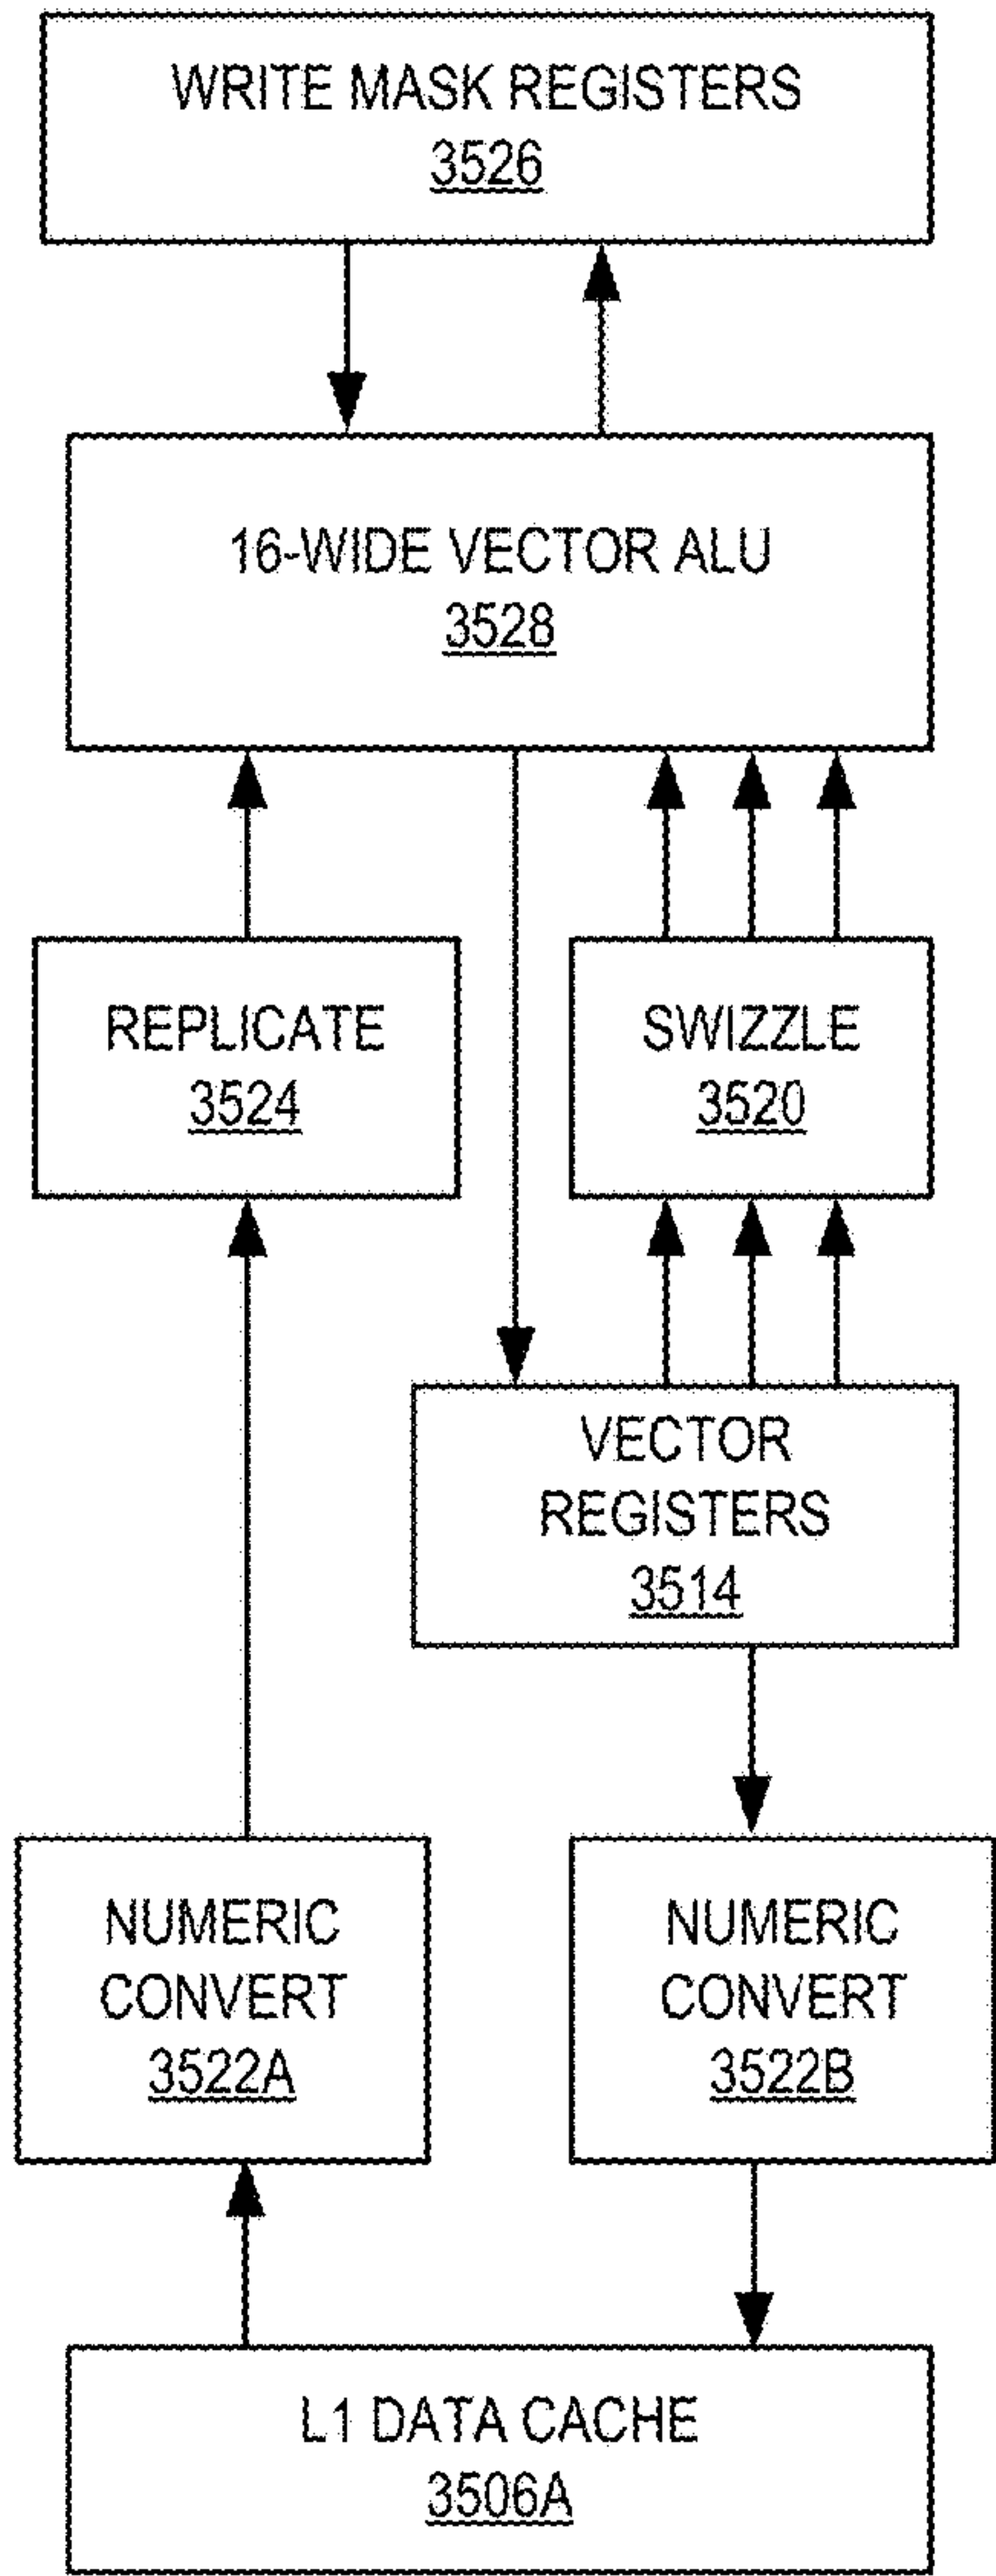 WRITE MASK REGISTERS
3526
16-WIDE VECTOR ALU
3528
REPLICATE
3524
SWIZZLE
3520
VECTOR
REGISTERS
3514
NUMERIC
CONVERT
3522A
NUMERIC
CONVERT
3522B
L1 DATA CACHE
3506A